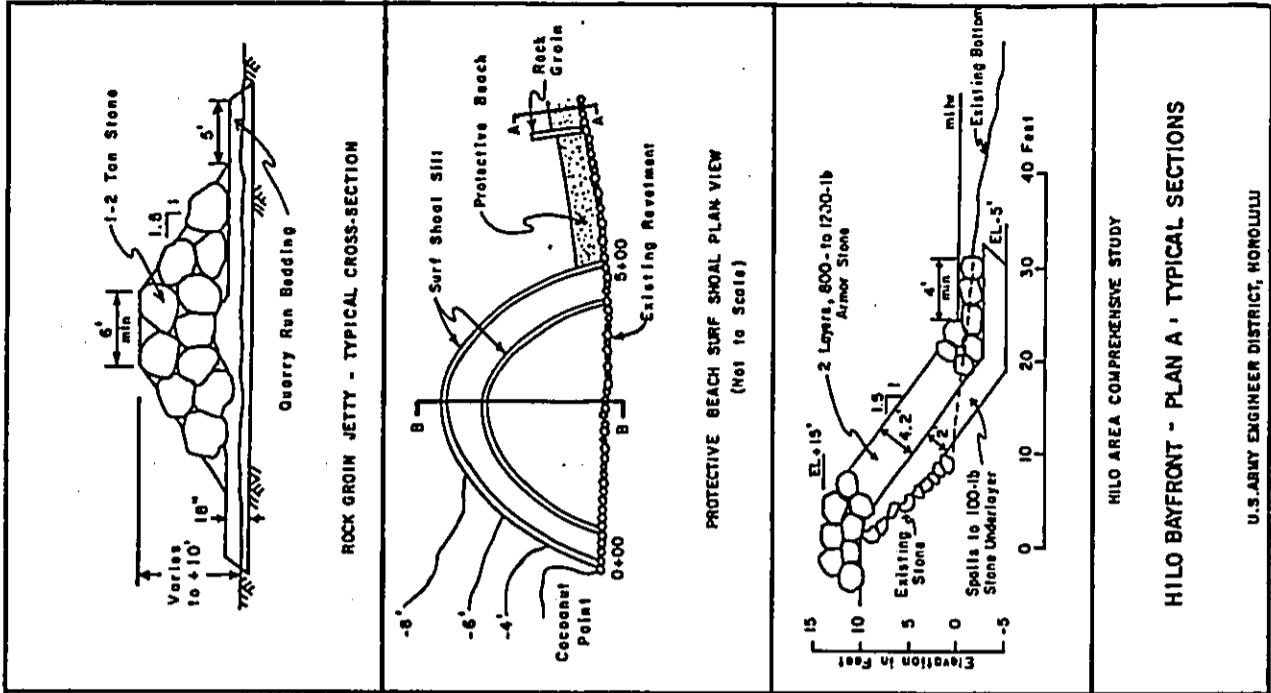 6'
min
1-2 Ton Stone
1.5
1
5'
Varies
to +10'
18"
Quarry Run Bedding
ROCK GROIN JETTY - TYPICAL CROSS-SECTION
-8'
-6'
-4'
Cocoanut
Point
B
B
Surf Shoal Sill
Protective Beach
A
A
Rock
Groin
0+00
5+00
Existing Revetment
PROTECTIVE BEACH SURF SHOAL PLAN VIEW
(Not to Scale)
Elevation in Feet
15
10
5
0
-5
EL+15'
2 Layers, 800- to 1200-lb
Armor Stone
1.5
1
4.2'
2'
4'
min
mllw
Existing Bottom
EL-5'
Existing
Stone
Spalls to 100-lb
Stone Underlayer
0
10
20
30
40 Feet
HILO AREA COMPREHENSIVE STUDY
HILO BAYFRONT - PLAN A : TYPICAL SECTIONS
U.S.ARMY ENGINEER DISTRICT, HONOLULU